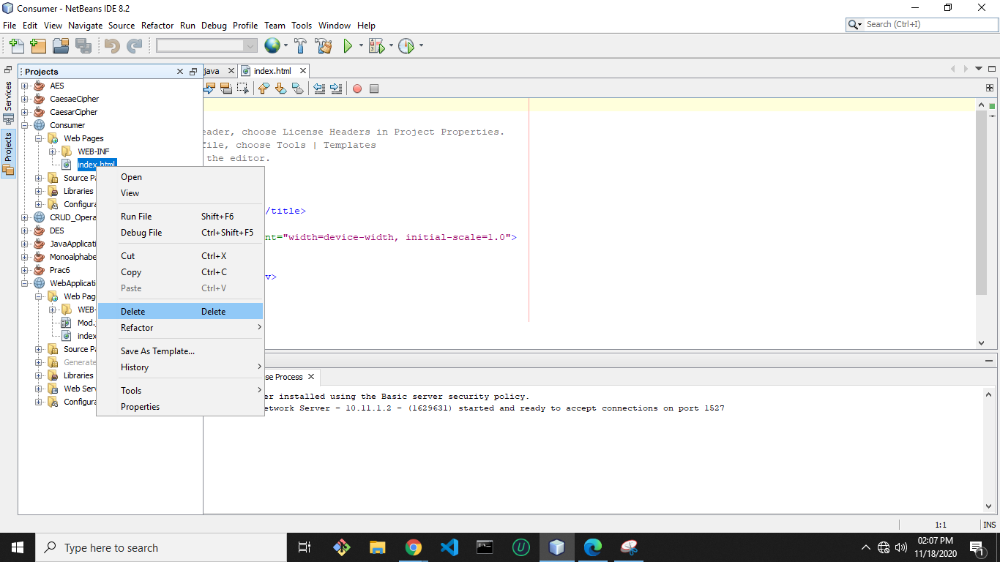 Consumer - NetBeans IDE 8.2
File Edit View Navigate Source Refactor Run Debug Profile Team Tools Window Help
Search (Ctrl+I)
Projects
java
index.html
Services
Projects
AES
CaesaeCipher
CaesarCipher
Consumer
Web Pages
WEB-INF
index.html
Source Pa
Libraries
Configura
CRUD_Opera
DES
JavaApplicati
Monoalphabe
Prac6
WebApplicati
Web Pag
WEB-
Mod.
index
Source Pa
Generate
Libraries
Web Serv
Configura
Open
View
Run File Shift+F6
Debug File Ctrl+Shift+F5
Cut Ctrl+X
Copy Ctrl+C
Paste Ctrl+V
Delete Delete
Refactor
Save As Template...
History
Tools
Properties
eader, choose License Headers in Project Properties.
file, choose Tools | Templates
the editor.
/title>
nt="width=device-width, initial-scale=1.0">
v>
se Process
er installed using the Basic server security policy.
twork Server - 10.11.1.2 - (1629631) started and ready to accept connections on port 1527
1:1 INS
Type here to search
02:07 PM
11/18/2020
1